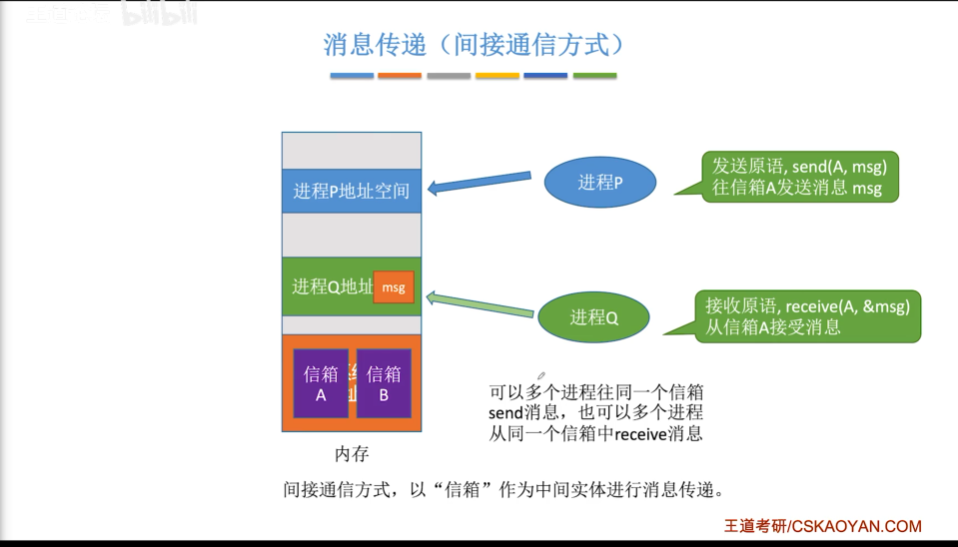 bilibili
消息传递（间接通信方式）
进程P地址空间
进程P
发送原语, send(A, msg)
往信箱A发送消息 msg
进程Q地址
msg
进程Q
接收原语, receive(A, &msg)
从信箱A接受消息
信箱
A
信箱
B
可以多个进程往同一个信箱
send消息，也可以多个进程
从同一个信箱中receive消息
内存
间接通信方式，以“信箱”作为中间实体进行消息传递。
王道考研/CSKAOYAN.COM